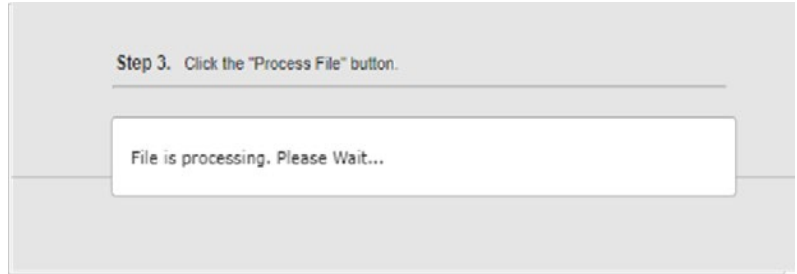 Step 3. Click the "Process File" button.
File is processing. Please Wait...